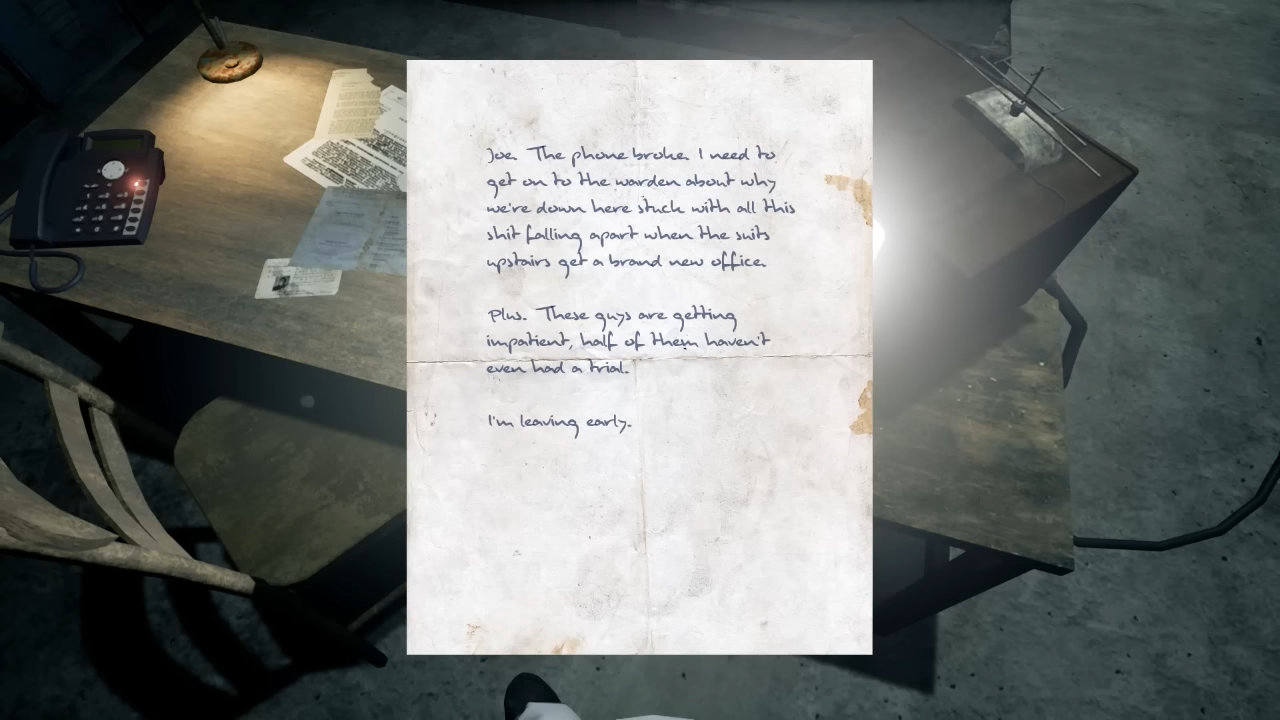 Joe. The phone broke. I need to
get on to the warden about why
we're down here stuck with all this
shit falling apart when the suits
upstairs get a brand new office.
Plus. These guys are getting
impatient, half of them haven't
even had a trial.
I'm leaving early.